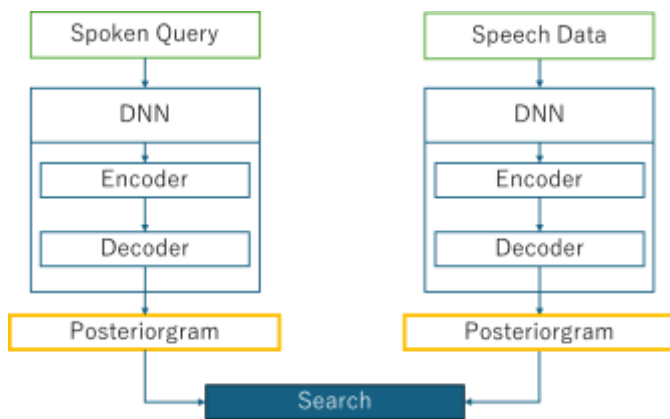 Spoken Query
DNN
Encoder
Decoder
Posteriorgram
Speech Data
DNN
Encoder
Decoder
Posteriorgram
Search